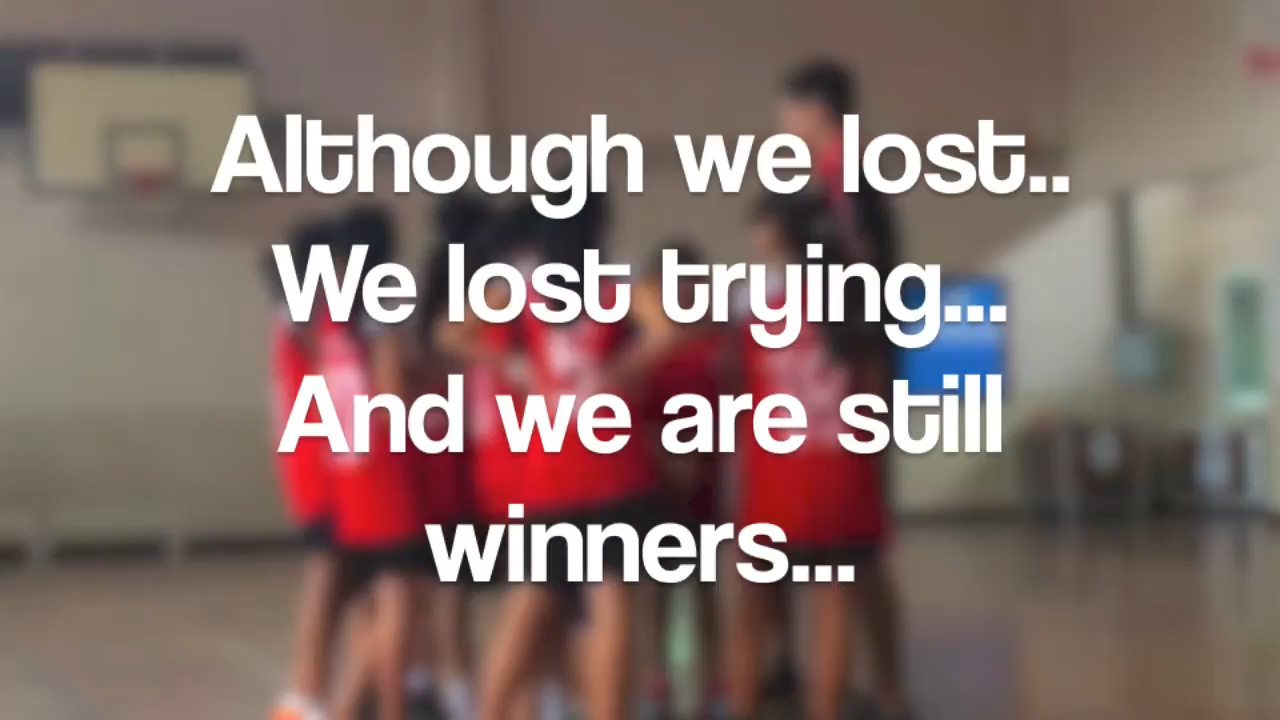 Although we lost..
We lost trying...
And we are still
winners...